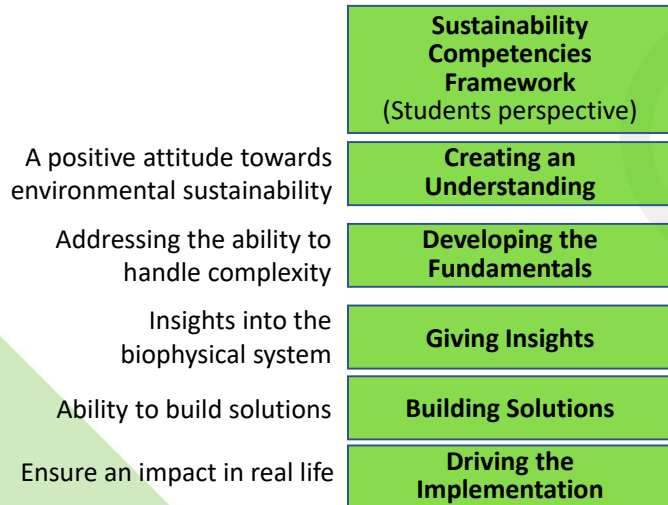 Sustainability
Competencies
Framework
(Students perspective)
A positive attitude towards
environmental sustainability
Creating an
Understanding
Addressing the ability to
handle complexity
Developing the
Fundamentals
Insights into the
biophysical system
Giving Insights
Ability to build solutions
Building Solutions
Ensure an impact in real life
Driving the
Implementation